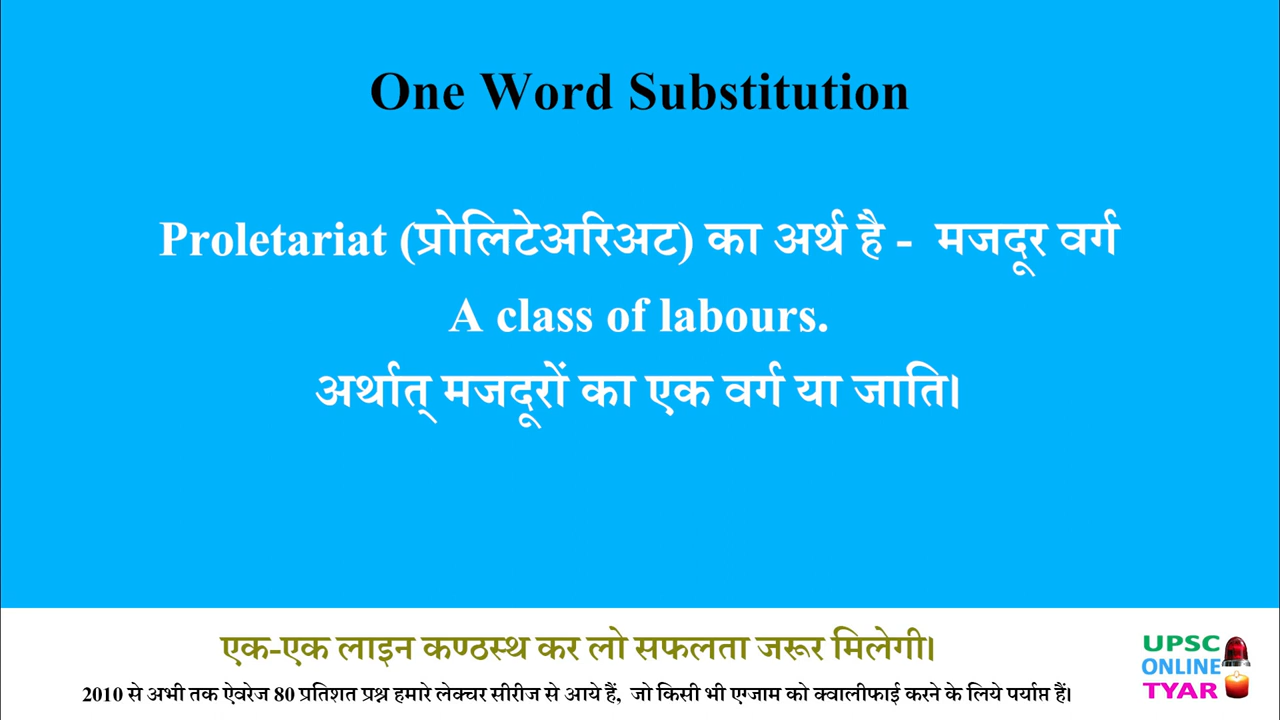 One Word Substitution
Proletariat (प्रोलिटेअरिअट) का अर्थ है - मजदूर वर्ग
A class of labours.
अर्थात् मजदूरों का एक वर्ग या जाति।
एक-एक लाइन कण्ठस्थ कर लो सफलता जरूर मिलेगी।
2010 से अभी तक ऐवरेज 80 प्रतिशत प्रश्न हमारे लेक्चर सीरीज से आये हैं, जो किसी भी एग्जाम को क्वालीफाई करने के लिये पर्याप्त हैं।
UPSC
ONLINE
TYAR